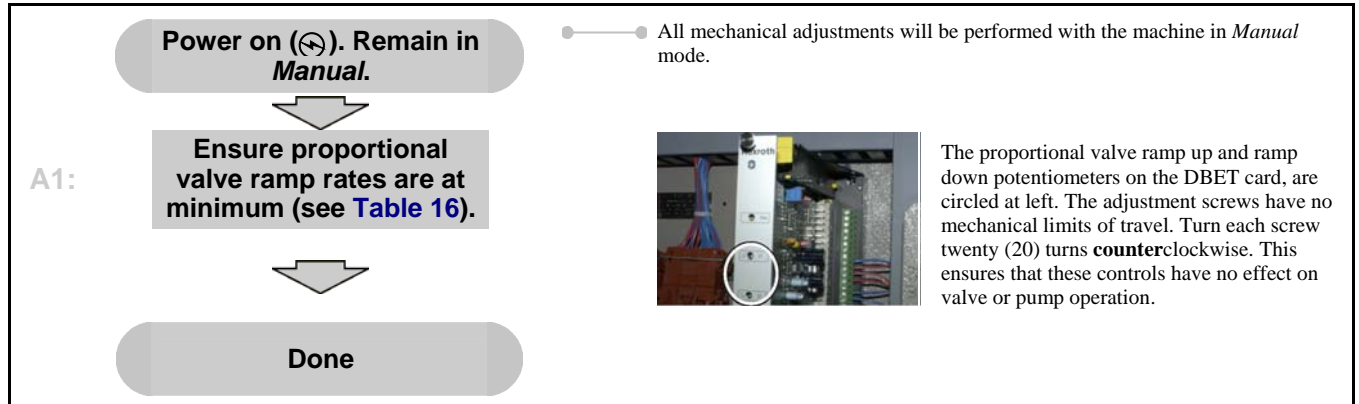 Power on ( ). Remain in
Manual.
All mechanical adjustments will be performed with the machine in Manual
mode.
A1:
Ensure proportional
valve ramp rates are at
minimum (see Table 16).
The proportional valve ramp up and ramp
down potentiometers on the DBET card, are
circled at left. The adjustment screws have no
mechanical limits of travel. Turn each screw
twenty (20) turns counterclockwise. This
ensures that these controls have no effect on
valve or pump operation.
Done